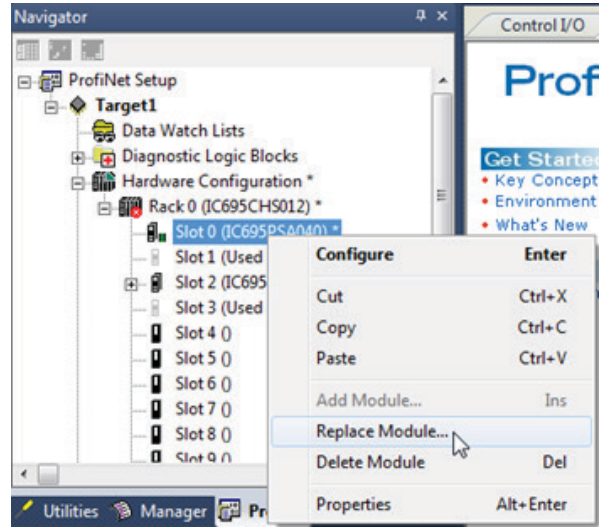 Navigator
Control I/O
Prof
ProfiNet Setup
Target1
Data Watch Lists
Diagnostic Logic Blocks
Hardware Configuration *
Rack 0 (IC695CHS012) *
Slot 0 (IC695PSA040) *
Slot 1 (Used
Slot 2 (IC695
Slot 3 (Used
Slot 4 ()
Slot 5 ()
Slot 6 ()
Slot 7 ()
Slot 8 ()
Slot 9 ()
Get Starte
• Key Concept
• Environment
• What's New
Configure Enter
Cut Ctrl+X
Copy Ctrl+C
Paste Ctrl+V
Add Module... Ins
Replace Module...
Delete Module Del
Properties Alt+Enter
Utilities Manager Pr